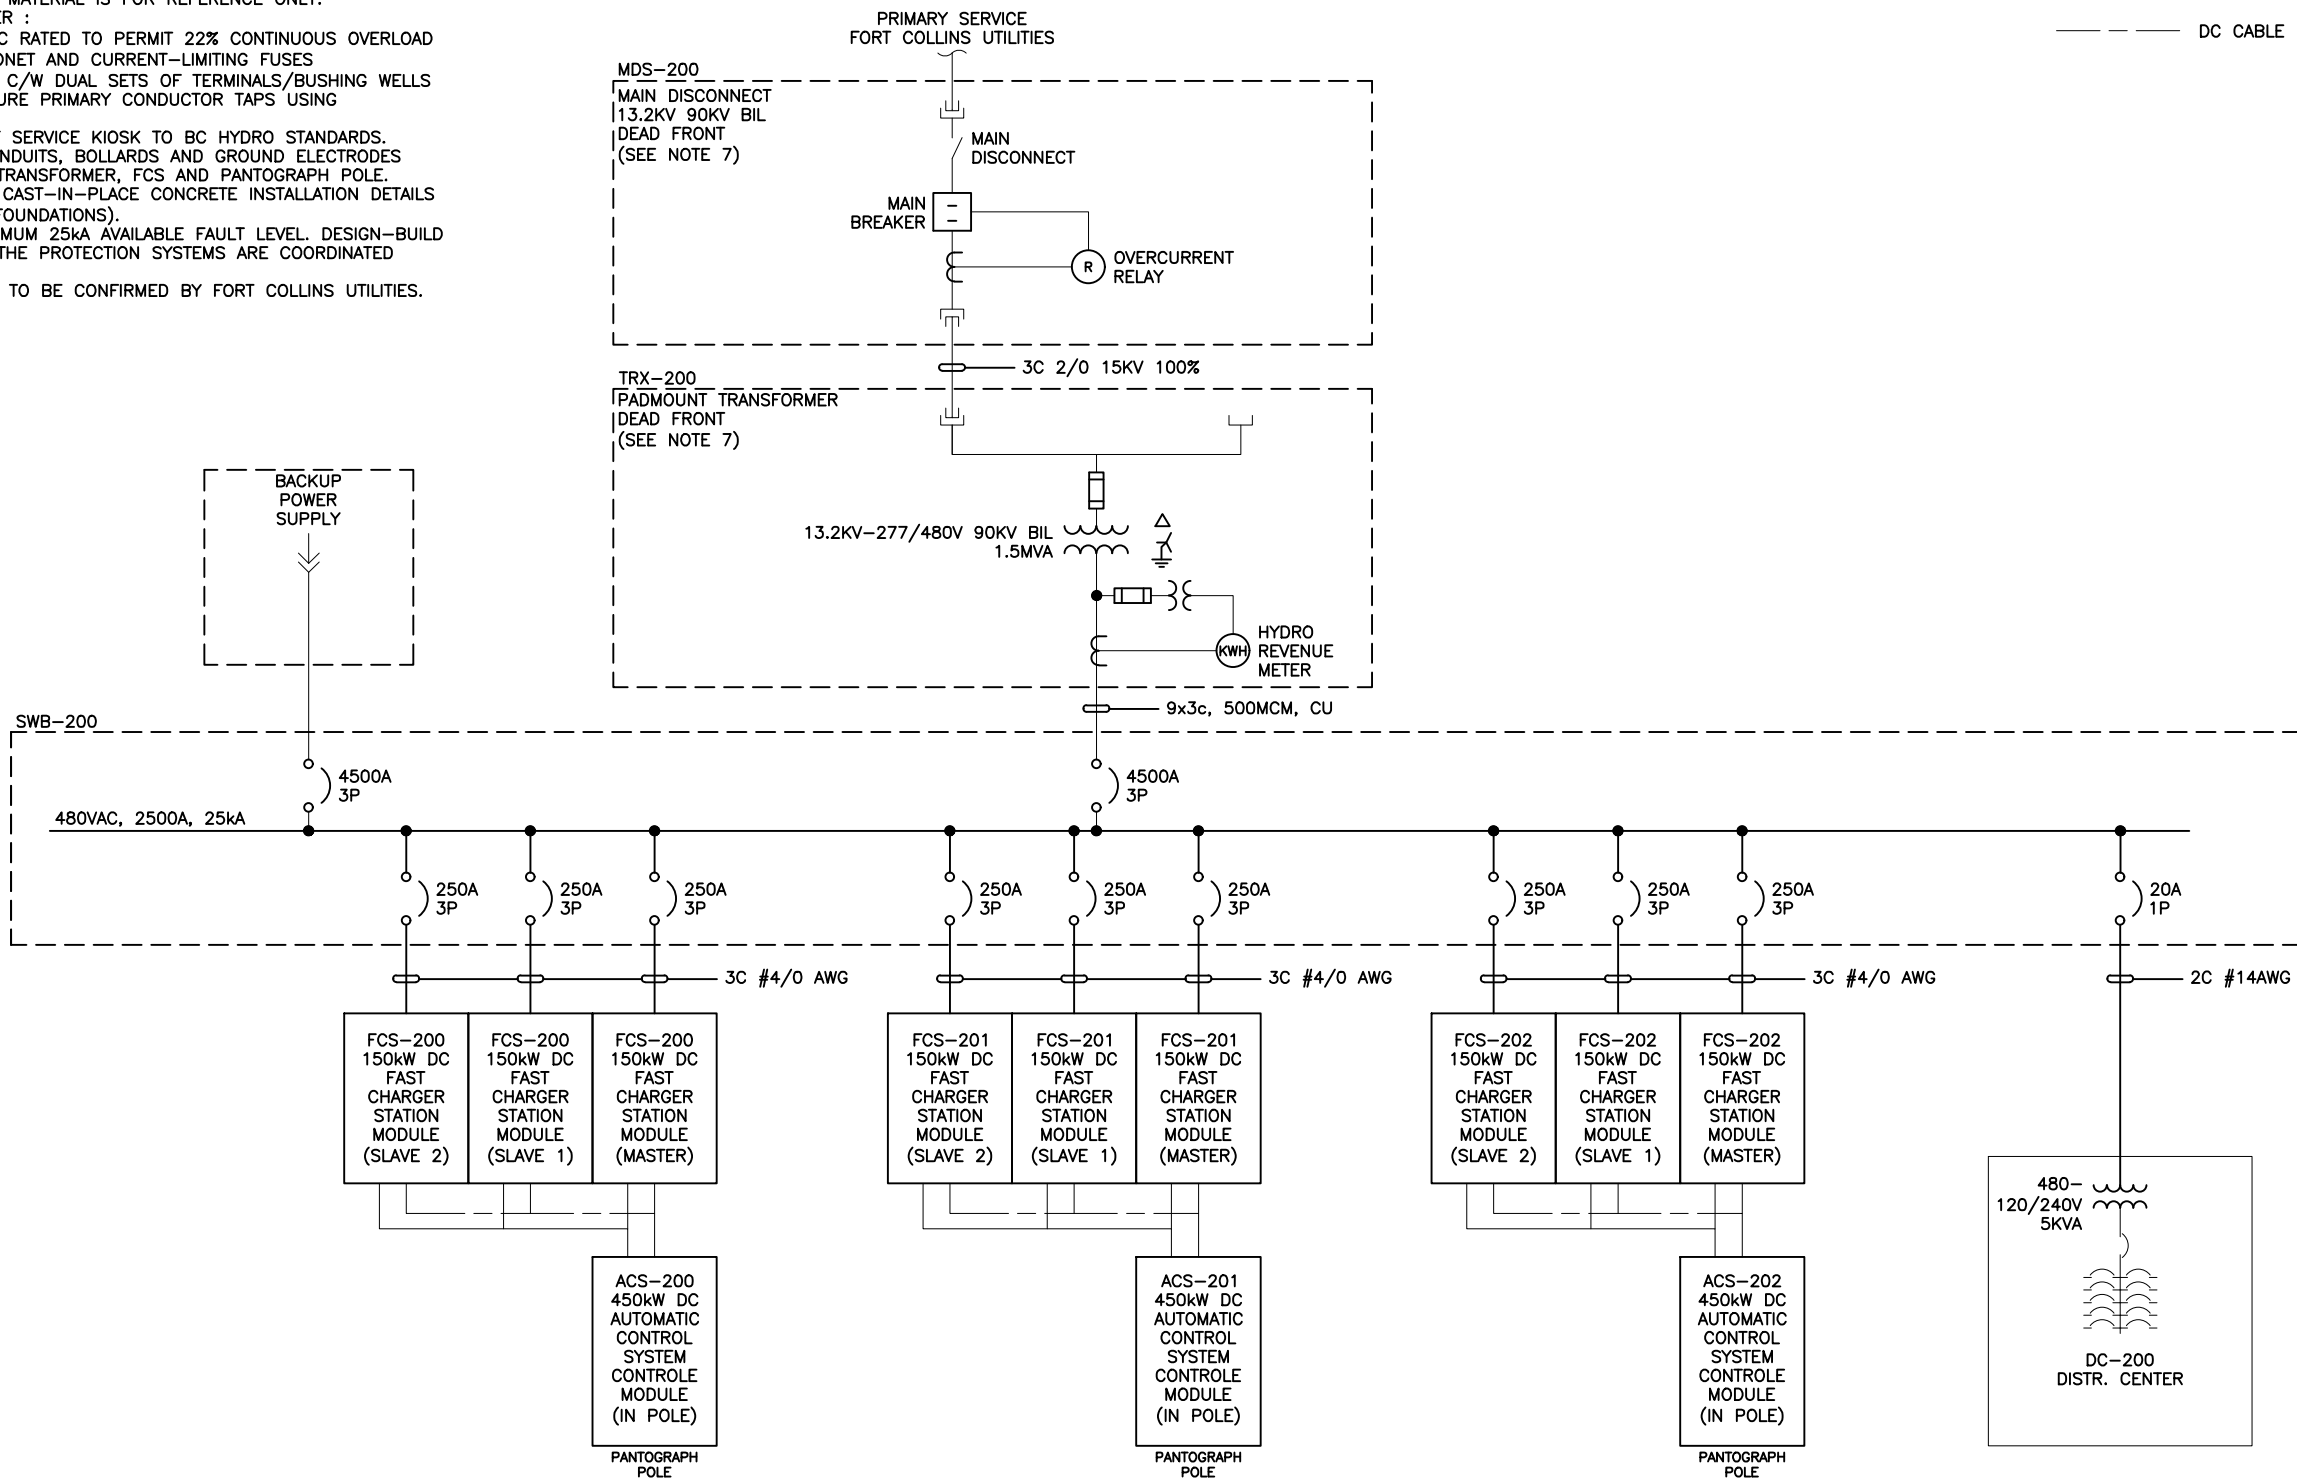 MATERIAL IS FOR REFERENCE ONLY.
ER :
C RATED TO PERMIT 22% CONTINUOUS OVERLOAD
ONET AND CURRENT-LIMITING FUSES
C/W DUAL SETS OF TERMINALS/BUSHING WELLS
URE PRIMARY CONDUCTOR TAPS USING
SERVICE KIOSK TO BC HYDRO STANDARDS.
NDUITS, BOLLARDS AND GROUND ELECTRODES
TRANSFORMER, FCS AND PANTOGRAPH POLE.
CAST-IN-PLACE CONCRETE INSTALLATION DETAILS
FOUNDATIONS).
MUM 25kA AVAILABLE FAULT LEVEL. DESIGN-BUILD
THE PROTECTION SYSTEMS ARE COORDINATED
TO BE CONFIRMED BY FORT COLLINS UTILITIES.
PRIMARY SERVICE
FORT COLLINS UTILITIES
DC CABLE
MDS-200
MAIN DISCONNECT
13.2KV 90KV BIL
DEAD FRONT
(SEE NOTE 7)
MAIN
DISCONNECT
MAIN
BREAKER
R
OVERCURRENT
RELAY
3C 2/0 15KV 100%
TRX-200
PADMOUNT TRANSFORMER
DEAD FRONT
(SEE NOTE 7)
13.2KV-277/480V 90KV BIL
1.5MVA
KWH
HYDRO
REVENUE
METER
9x3c, 500MCM, CU
BACKUP
POWER
SUPPLY
SWB-200
4500A
3P
4500A
3P
480VAC, 2500A, 25kA
250A
3P
250A
3P
250A
3P
250A
3P
250A
3P
250A
3P
250A
3P
250A
3P
250A
3P
20A
1P
3C #4/0 AWG
3C #4/0 AWG
3C #4/0 AWG
2C #14AWG
FCS-200
150kW DC
FAST
CHARGER
STATION
MODULE
(SLAVE 2)
FCS-200
150kW DC
FAST
CHARGER
STATION
MODULE
(SLAVE 1)
FCS-200
150kW DC
FAST
CHARGER
STATION
MODULE
(MASTER)
FCS-201
150kW DC
FAST
CHARGER
STATION
MODULE
(SLAVE 2)
FCS-201
150kW DC
FAST
CHARGER
STATION
MODULE
(SLAVE 1)
FCS-201
150kW DC
FAST
CHARGER
STATION
MODULE
(MASTER)
FCS-202
150kW DC
FAST
CHARGER
STATION
MODULE
(SLAVE 2)
FCS-202
150kW DC
FAST
CHARGER
STATION
MODULE
(SLAVE 1)
FCS-202
150kW DC
FAST
CHARGER
STATION
MODULE
(MASTER)
ACS-200
450kW DC
AUTOMATIC
CONTROL
SYSTEM
CONTROLE
MODULE
(IN POLE)
PANTOGRAPH
POLE
ACS-201
450kW DC
AUTOMATIC
CONTROL
SYSTEM
CONTROLE
MODULE
(IN POLE)
PANTOGRAPH
POLE
ACS-202
450kW DC
AUTOMATIC
CONTROL
SYSTEM
CONTROLE
MODULE
(IN POLE)
PANTOGRAPH
POLE
480-
120/240V
5KVA
DC-200
DISTR. CENTER